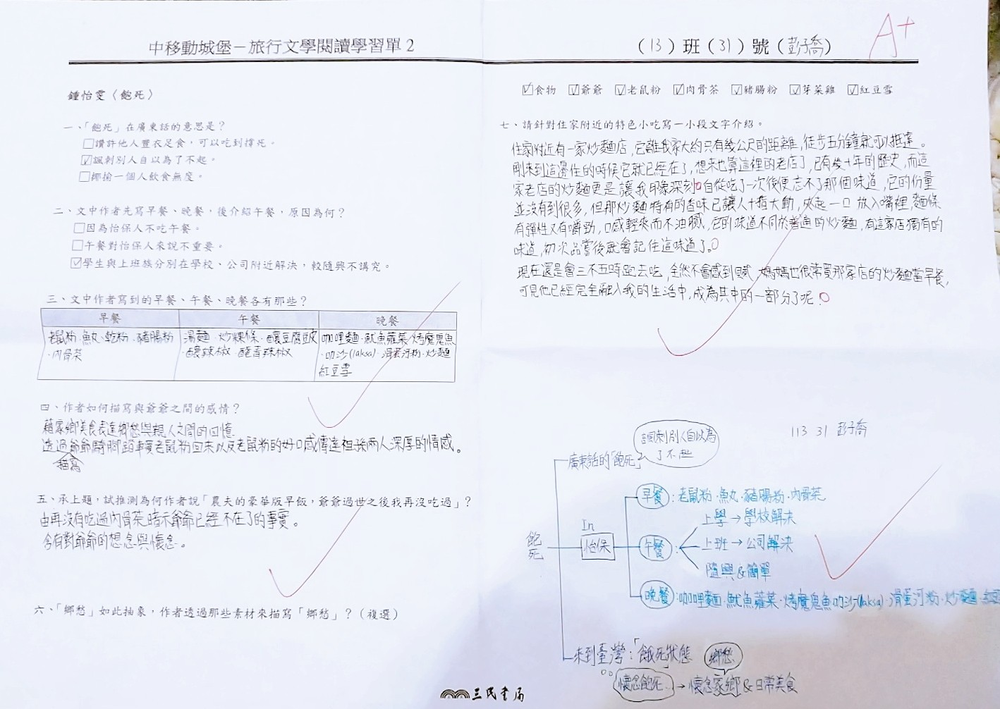 中移動城堡－旅行文學閱讀學習單2
（13）班（31）號（彭子喬）
A+
鍾怡雯〈飽死〉
一、「飽死」在廣東話的意思是？
□讚許他人豐衣足食，可以吃到撐死。
☑諷刺別人自以為了不起。
□揶揄一個人飲食無度。
二、文中作者先寫早餐、晚餐，後介紹午餐，原因為何？
□因為怡保人不吃午餐。
□午餐對怡保人來說不重要。
☑學生與上班族分別在學校、公司附近解決，較隨興不講究。
三、文中作者寫到的早餐、午餐、晚餐各有那些？
早餐 午餐 晚餐
老鼠粉·魚丸·乾粉·豬腸粉 湯麵·炒粿條·釀豆腐豆皮 咖哩麵·魷魚蕹菜·烤魔鬼魚
·肉骨茶 ·釀辣椒·醃青辣椒 ·叻沙(laksa)·滑蛋河粉·炒麵
紅豆雪
四、作者如何描寫與爺爺之間的感情？
藉家鄉美食表達鄉愁與親人之間的回憶
透過爺爺騎腳踏車買老鼠粉回來以及老鼠粉的好口感傳達祖孫兩人深厚的情感。
描寫
五、承上題，試推測為何作者說「農夫的豪華版早飯，爺爺過世之後我再沒吃過」？
由再沒有吃過肉骨茶暗示爺爺已經不在了的事實。
含有對爺爺的想念與懷念。
六、「鄉愁」如此抽象，作者透過那些素材來描寫「鄉愁」？（複選）
☑食物 ☑爺爺 ☑老鼠粉 ☑肉骨茶 ☑豬腸粉 ☑芽菜雞 ☑紅豆雪
七、請針對住家附近的特色小吃寫一小段文字介紹。
住家附近有一家炒麵店，它離我家大約只有幾公尺的距離，徒步五分鐘就可以抵達。
剛來到這邊住的時候它就已經在了，想來也算這裡的老店了，已有幾十年的歷史，而這
家老店的炒麵更是讓我印象深刻。自從吃了一次後便忘不了那個味道，它的份量
並沒有到很多，但那炒麵特有的香味已讓人十指大動，夾起一口放入嘴裡，麵條
有彈性又有嚼勁，口感輕爽而不油膩，它的味道不同於普通的炒麵，有這家店獨有的
味道，初次品嘗後就會記住這味道了。
現在還是會三不五時跑去吃，全然不會感到膩，媽媽也很常買那家店的炒麵當早餐，
可見他已經完全融入我的生活中，成為其中的一部分了呢。
113 31 彭子喬
諷刺別人自以為
了不起
廣東話的「飽死」
早餐：老鼠粉·魚丸·豬腸粉·肉骨茶
上學→學校解決
In
飽死
怡保
午餐：
上班→公司解決
隨興&簡單
晚餐：咖哩麵·魷魚蕹菜·烤魔鬼魚·叻沙(laksa)·滑蛋河粉·炒麵·紅豆
來到臺灣：「餓死」狀態
鄉愁
懷念飽死…→懷念家鄉&日常美食
三民書局